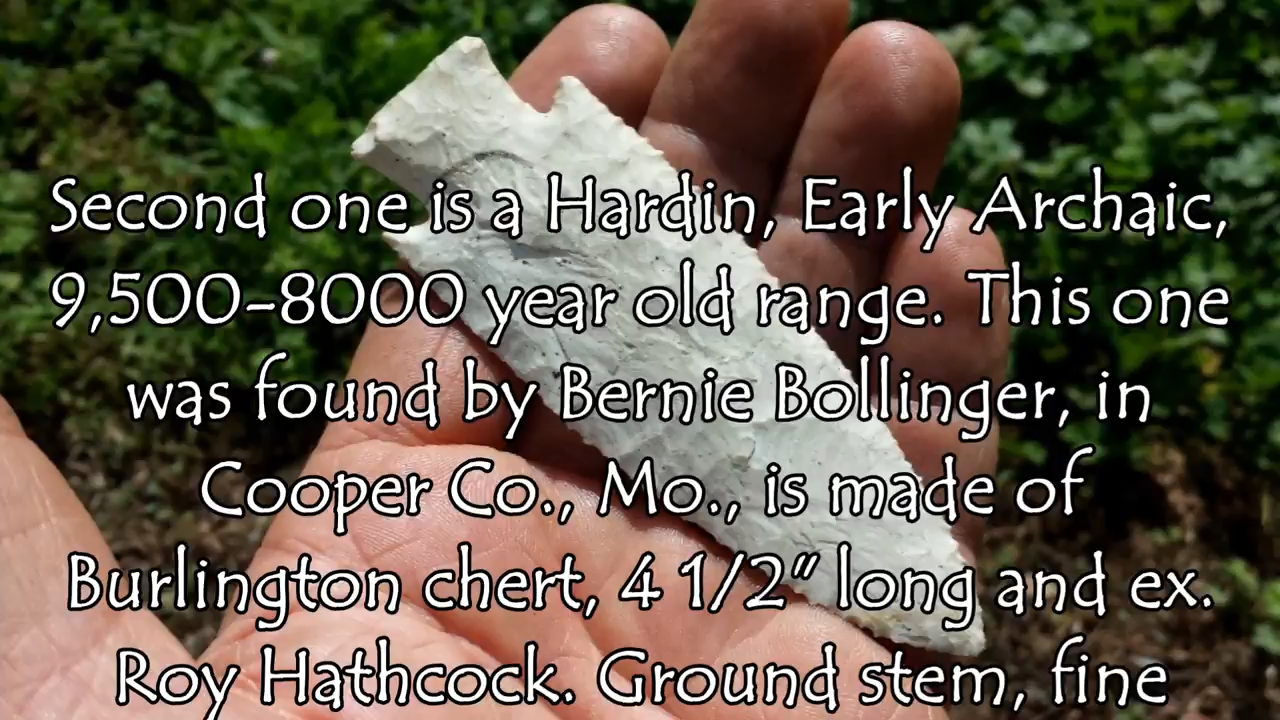 Second one is a Hardin, Early Archaic,
9,500-8000 year old range. This one
was found by Bernie Bollinger, in
Cooper Co., Mo., is made of
Burlington chert, 4 1/2" long and ex.
Roy Hathcock. Ground stem, fine